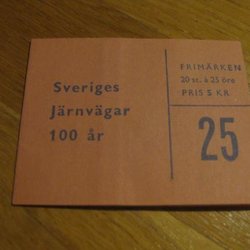 Sveriges
Järnvägar
100 år
FRIMÄRKEN
20 st. à 25 öre
PRIS 5 KR
25